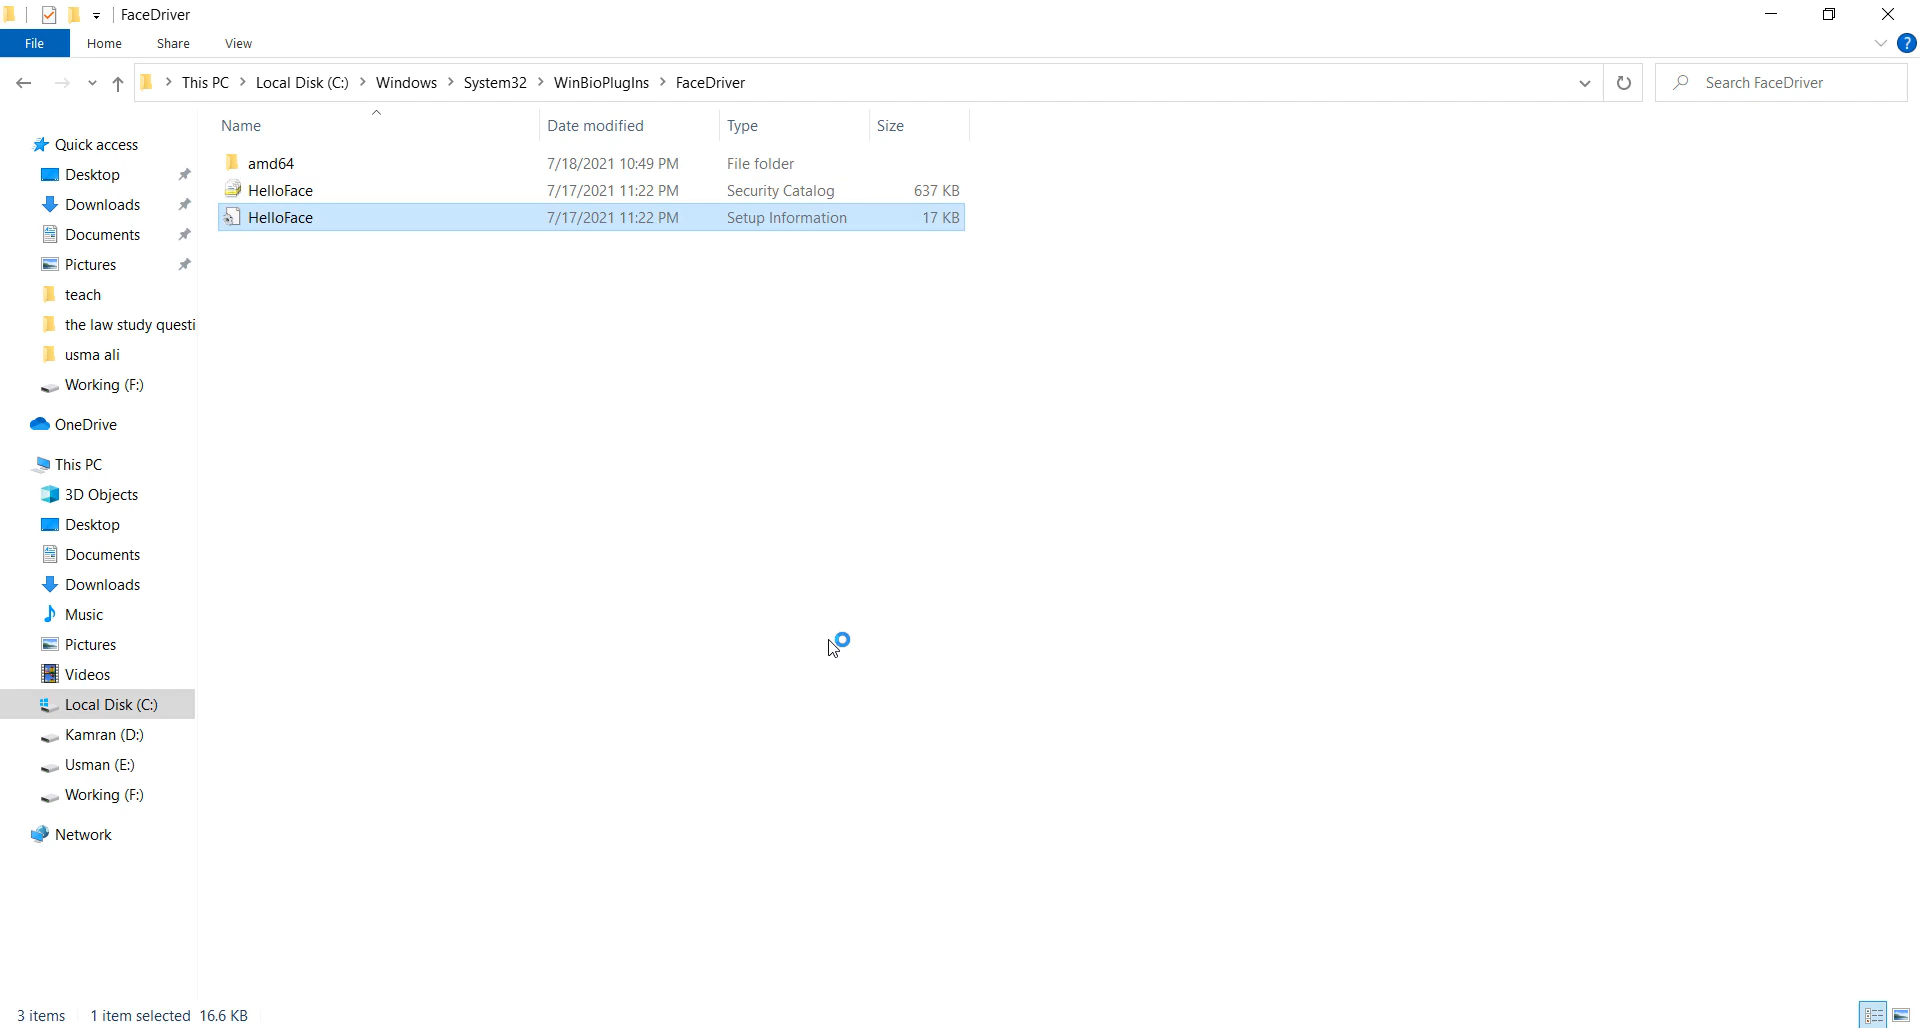 FaceDriver
File Home Share View ?
This PC > Local Disk (C:) > Windows > System32 > WinBioPlugIns > FaceDriver
Search FaceDriver
Name Date modified Type Size
amd64 7/18/2021 10:49 PM File folder
HelloFace 7/17/2021 11:22 PM Security Catalog 637 KB
HelloFace 7/17/2021 11:22 PM Setup Information 17 KB
Quick access
Desktop
Downloads
Documents
Pictures
teach
the law study questi
usma ali
Working (F:)
OneDrive
This PC
3D Objects
Desktop
Documents
Downloads
Music
Pictures
Videos
Local Disk (C:)
Kamran (D:)
Usman (E:)
Working (F:)
Network
3 items 1 item selected 16.6 KB